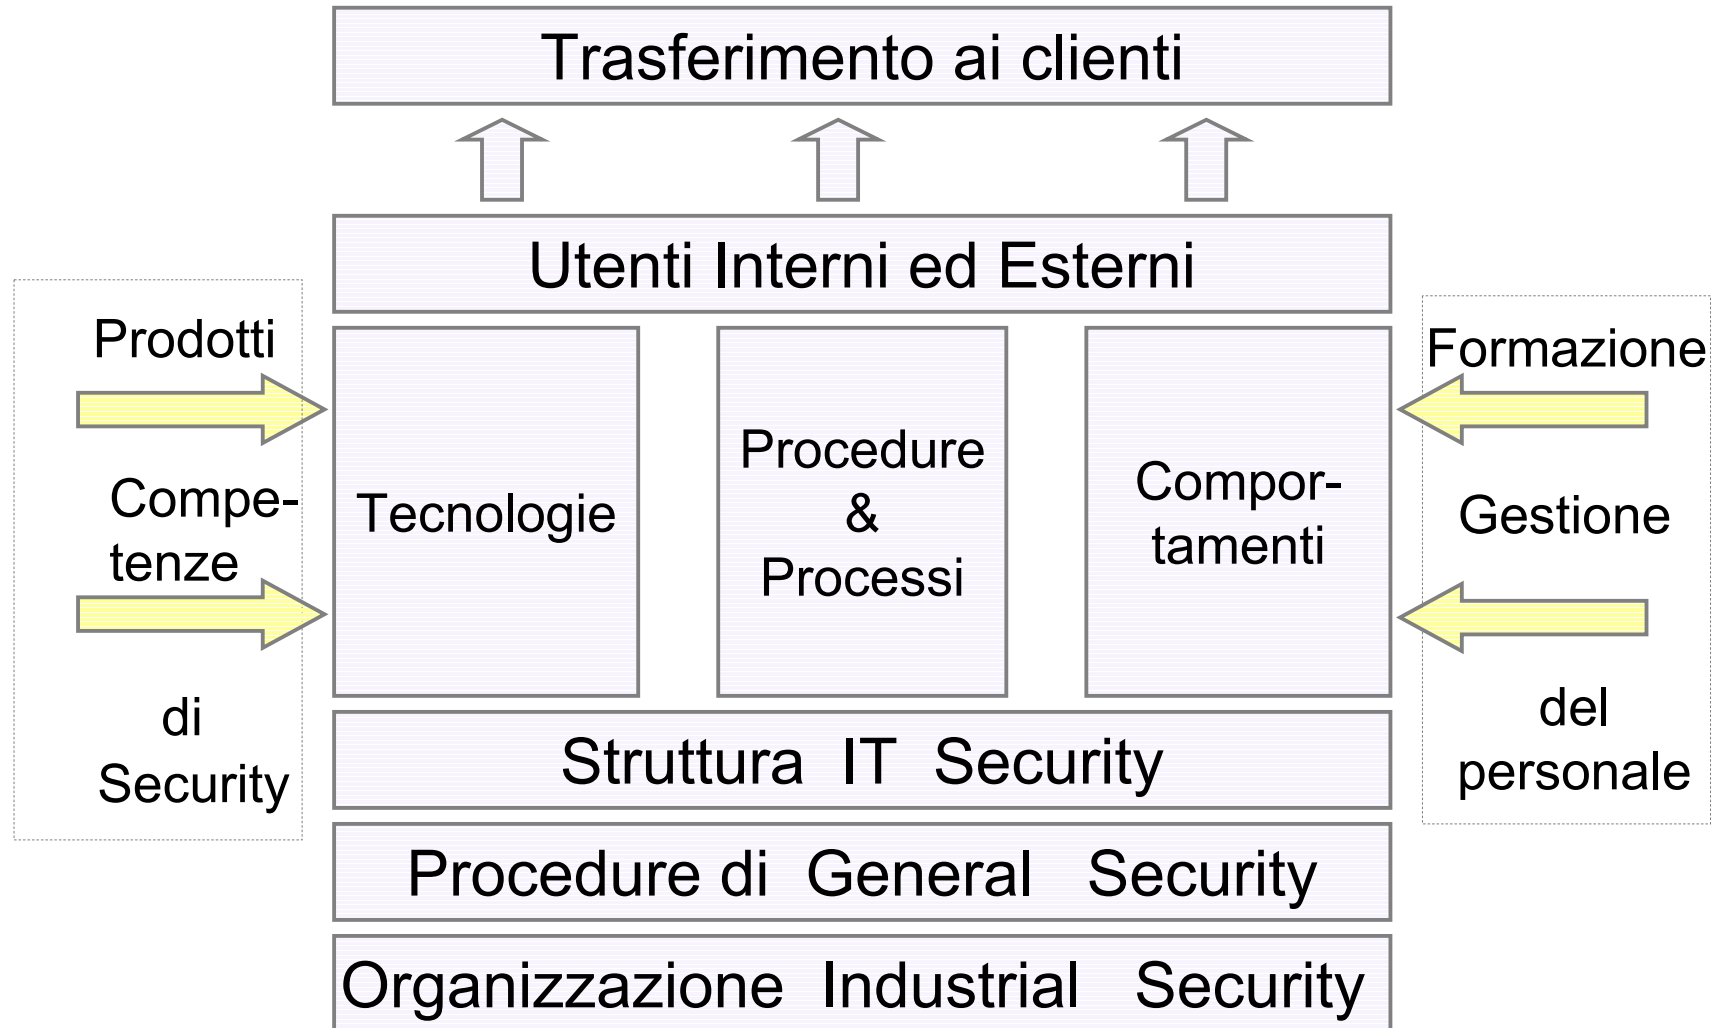 Trasferimento ai clienti
Utenti Interni ed Esterni
Prodotti
Compe-
tenze
di
Security
Tecnologie
Procedure
&
Processi
Compor-
tamenti
Formazione
Gestione
del
personale
Struttura IT Security
Procedure di General Security
Organizzazione Industrial Security